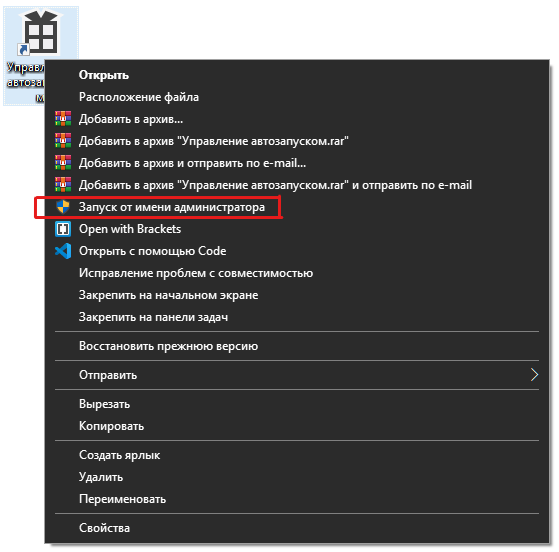 Управл
автоза
м
Открыть
Расположение файла
Добавить в архив...
Добавить в архив "Управление автозапуском.rar"
Добавить в архив и отправить по e-mail...
Добавить в архив "Управление автозапуском.rar" и отправить по e-mail
Запуск от имени администратора
Open with Brackets
Открыть с помощью Code
Исправление проблем с совместимостью
Закрепить на начальном экране
Закрепить на панели задач
Восстановить прежнюю версию
Отправить
Вырезать
Копировать
Создать ярлык
Удалить
Переименовать
Свойства